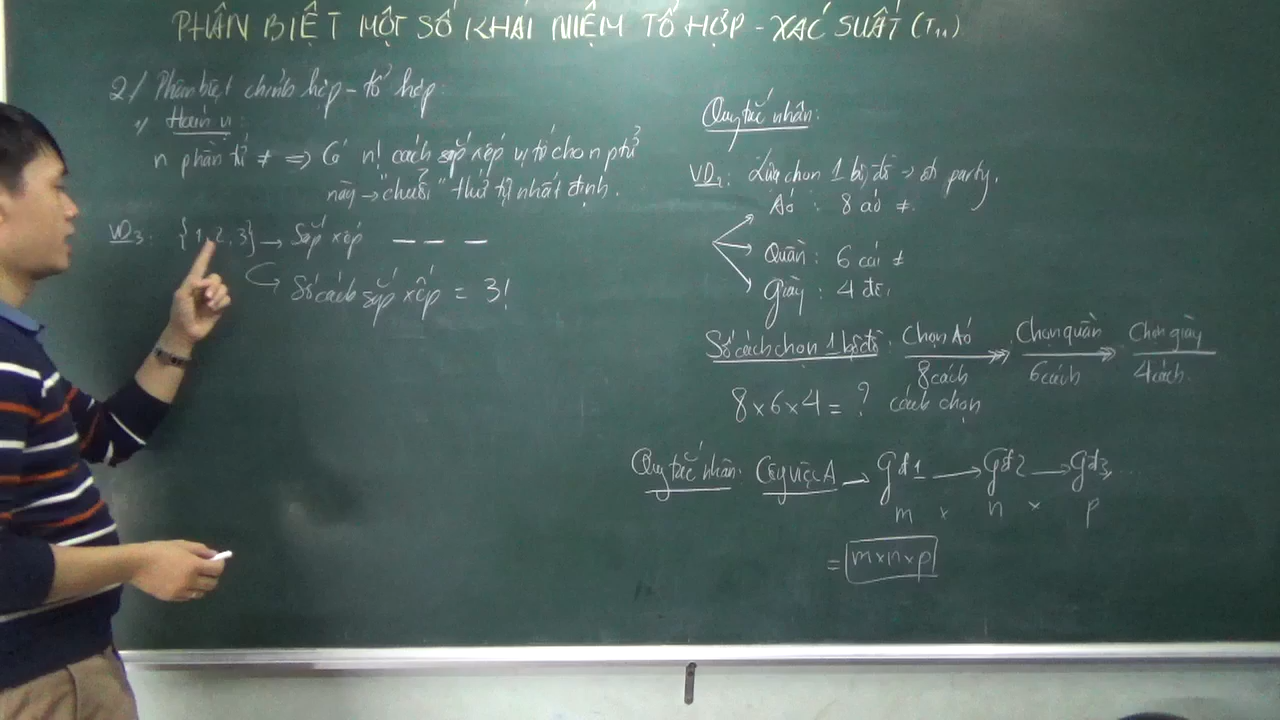 PHÂN BIỆT MỘT SỐ KHÁI NIỆM TỔ HỢP - XÁC SUẤT (T11)
2/ Phân biệt chỉnh hợp - tổ hợp:
1) Hoán vị:
n phần tử ≠ => Có n! cách sắp xếp vị trí cho n ptử
này → "chuỗi" thứ tự nhất định.
VD3: {1, 2, 3} → Sắp xếp _ _ _
Số cách sắp xếp = 3!
Quy tắc nhân:
VD2: Lựa chọn 1 bộ đồ → đi party.
Áo : 8 áo ≠.
Quần : 6 cái ≠
Giày : 4 đôi
Số cách chọn 1 bộ đồ: Chọn Áo Chọn quần Chọn giày
8 cách 6 cách 4 cách.
8 x 6 x 4 = ? cách chọn
Quy tắc nhân: Công việc A → Gđ1 → Gđ2 → Gđ3 ....
m x n x p
= m x n x p